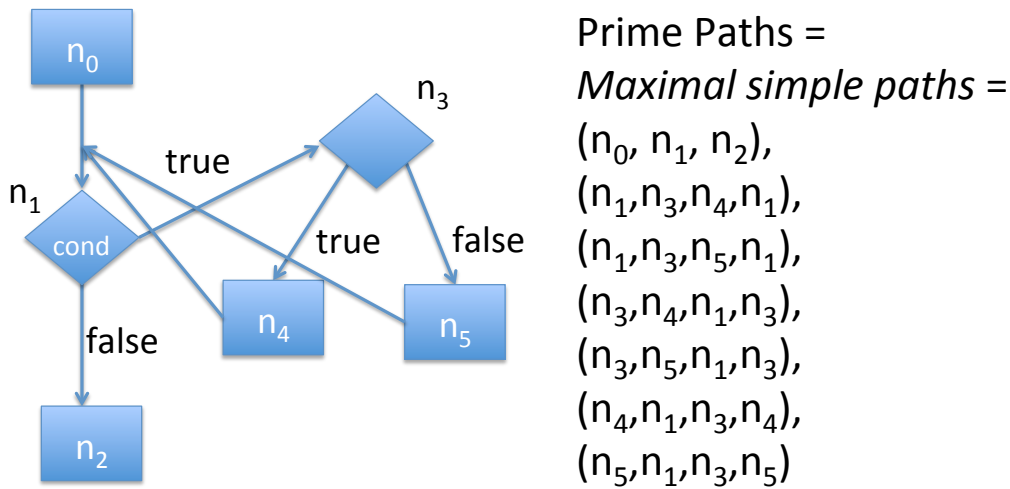 n₀
n₃
true
n₁
cond
true
false
n₄
n₅
false
n₂
Prime Paths =
Maximal simple paths =
(n₀, n₁, n₂),
(n₁,n₃,n₄,n₁),
(n₁,n₃,n₅,n₁),
(n₃,n₄,n₁,n₃),
(n₃,n₅,n₁,n₃),
(n₄,n₁,n₃,n₄),
(n₅,n₁,n₃,n₅)